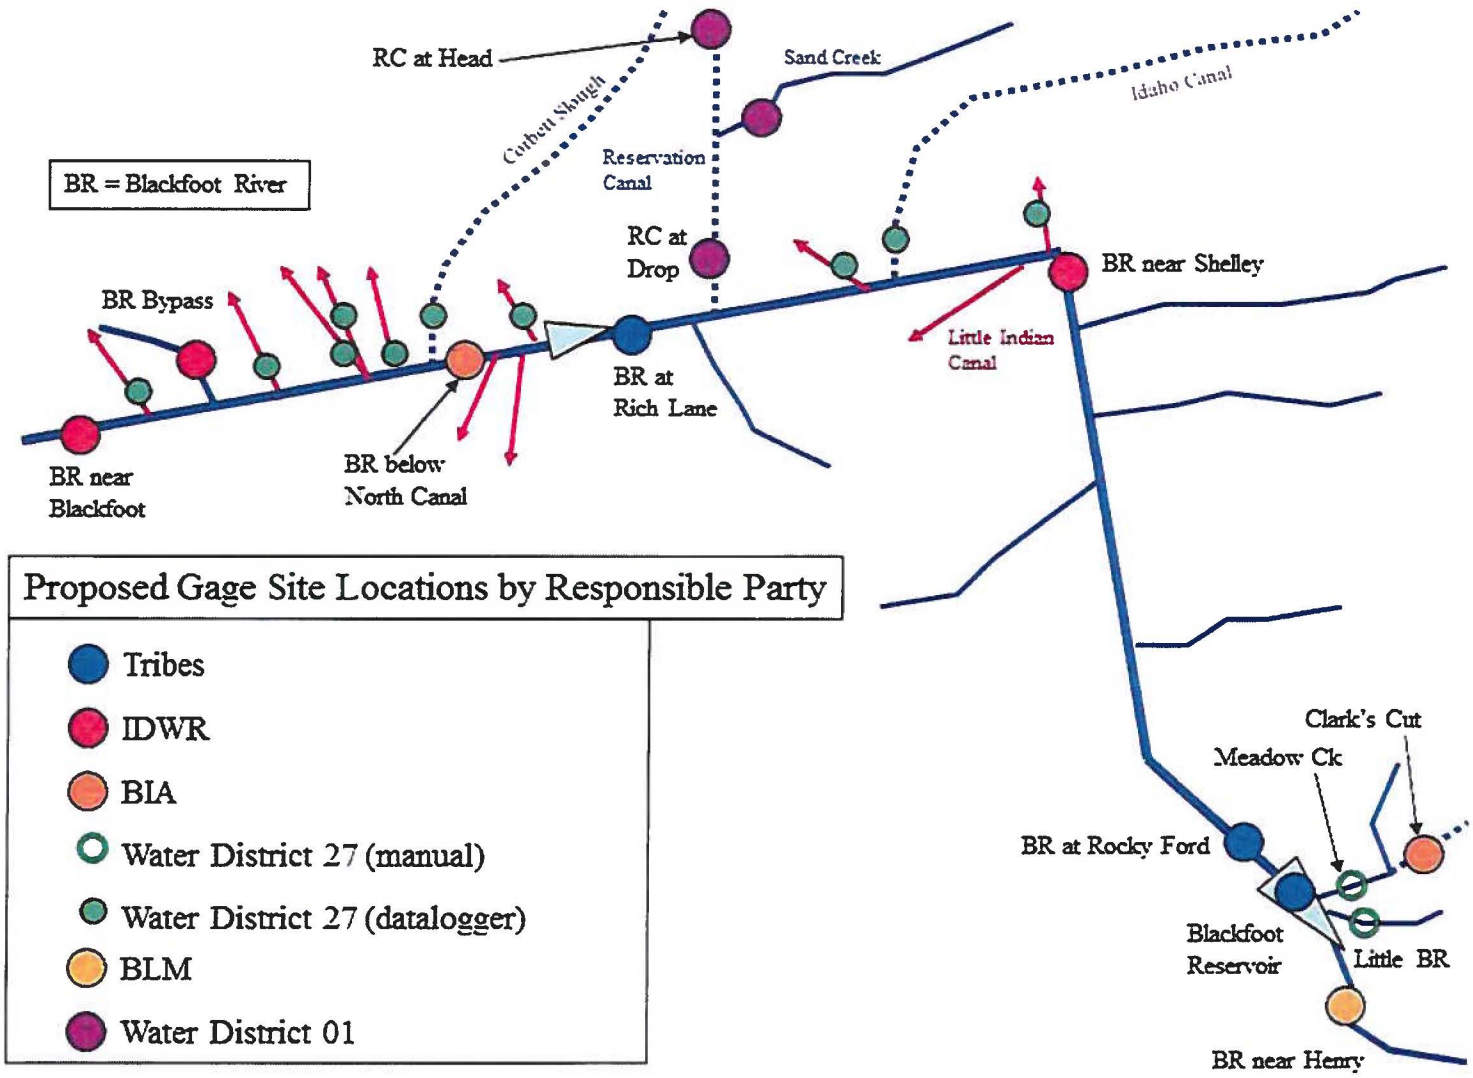 RC at Head
Sand Creek
Idaho Canal
Corbett Slough
Reservation
Canal
BR = Blackfoot River
RC at
Drop
BR near Shelley
BR Bypass
Little Indian
Canal
BR at
Rich Lane
BR below
North Canal
BR near
Blackfoot
Proposed Gage Site Locations by Responsible Party
Tribes
IDWR
BIA
Water District 27 (manual)
Water District 27 (datalogger)
BLM
Water District 01
Clark's Cut
Meadow Ck
BR at Rocky Ford
Blackfoot
Reservoir
Little BR
BR near Henry